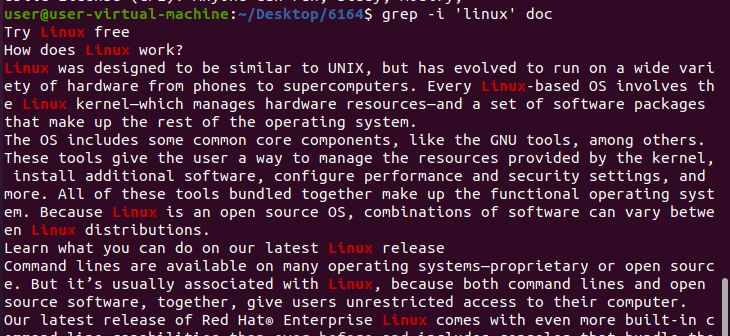 user@user-virtual-machine:~/Desktop/6164$ grep -i 'linux' doc
Try Linux free
How does Linux work?
Linux was designed to be similar to UNIX, but has evolved to run on a wide vari
ety of hardware from phones to supercomputers. Every Linux-based OS involves th
e Linux kernel—which manages hardware resources—and a set of software packages
that make up the rest of the operating system.
The OS includes some common core components, like the GNU tools, among others.
These tools give the user a way to manage the resources provided by the kernel,
 install additional software, configure performance and security settings, and
more. All of these tools bundled together make up the functional operating syst
em. Because Linux is an open source OS, combinations of software can vary betwe
en Linux distributions.
Learn what you can do on our latest Linux release
Command lines are available on many operating systems—proprietary or open sourc
e. But it’s usually associated with Linux, because both command lines and open
source software, together, give users unrestricted access to their computer.
Our latest release of Red Hat® Enterprise Linux comes with even more built-in c